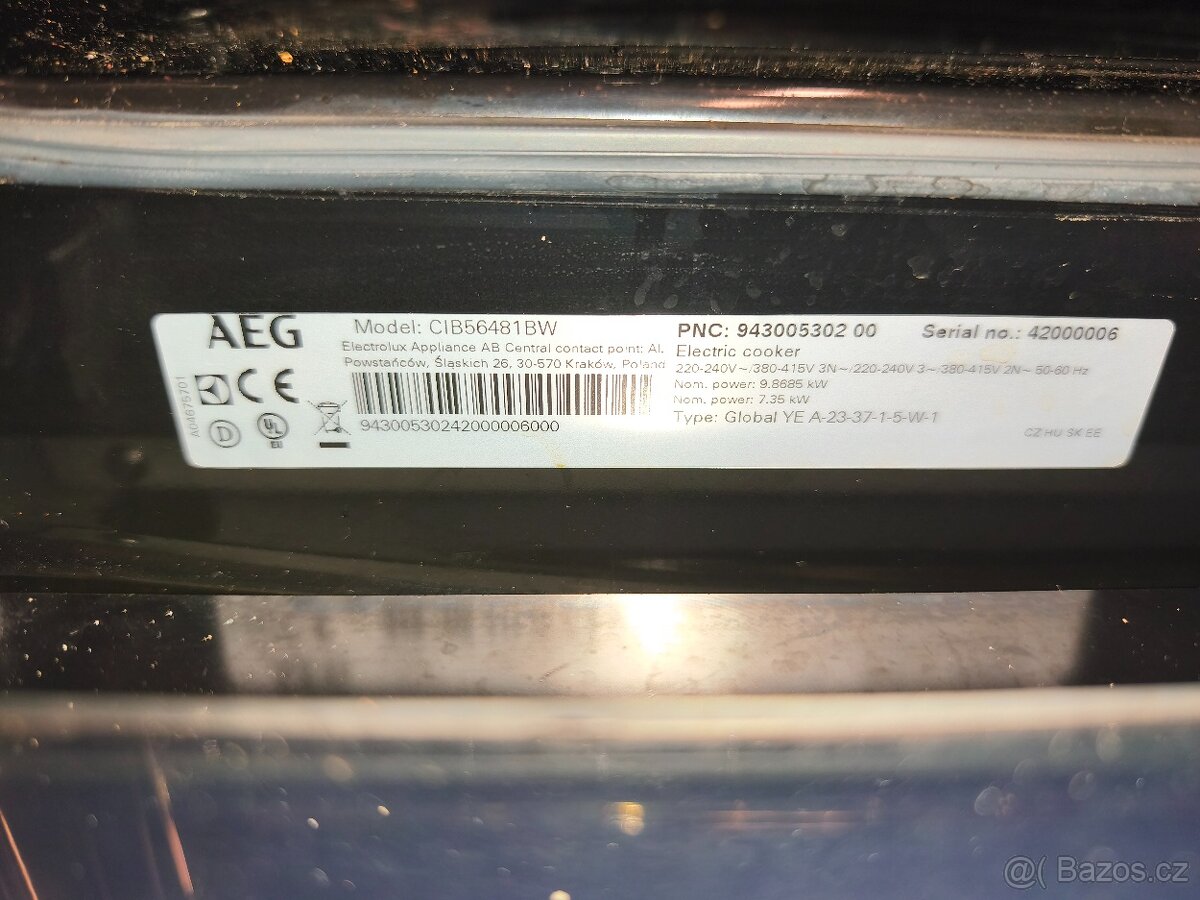 AEG
Model: CIB56481BW
Electrolux Appliance AB Central contact point: Al.
Powstańców, Śląskich 26, 30-570 Kraków, Poland
94300530242000006000
A04675701
CE
D
UL
EU
PNC: 943005302 00
Serial no.: 42000006
Electric cooker
220-240V~/380-415V 3N~/220-240V 3~/380-415V 2N~ 50-60 Hz
Nom. power: 9.8685 kW
Nom. power: 7.35 kW
Type: Global YE A-23-37-1-5-W-1
CZ HU SK EE
@( Bazos.cz